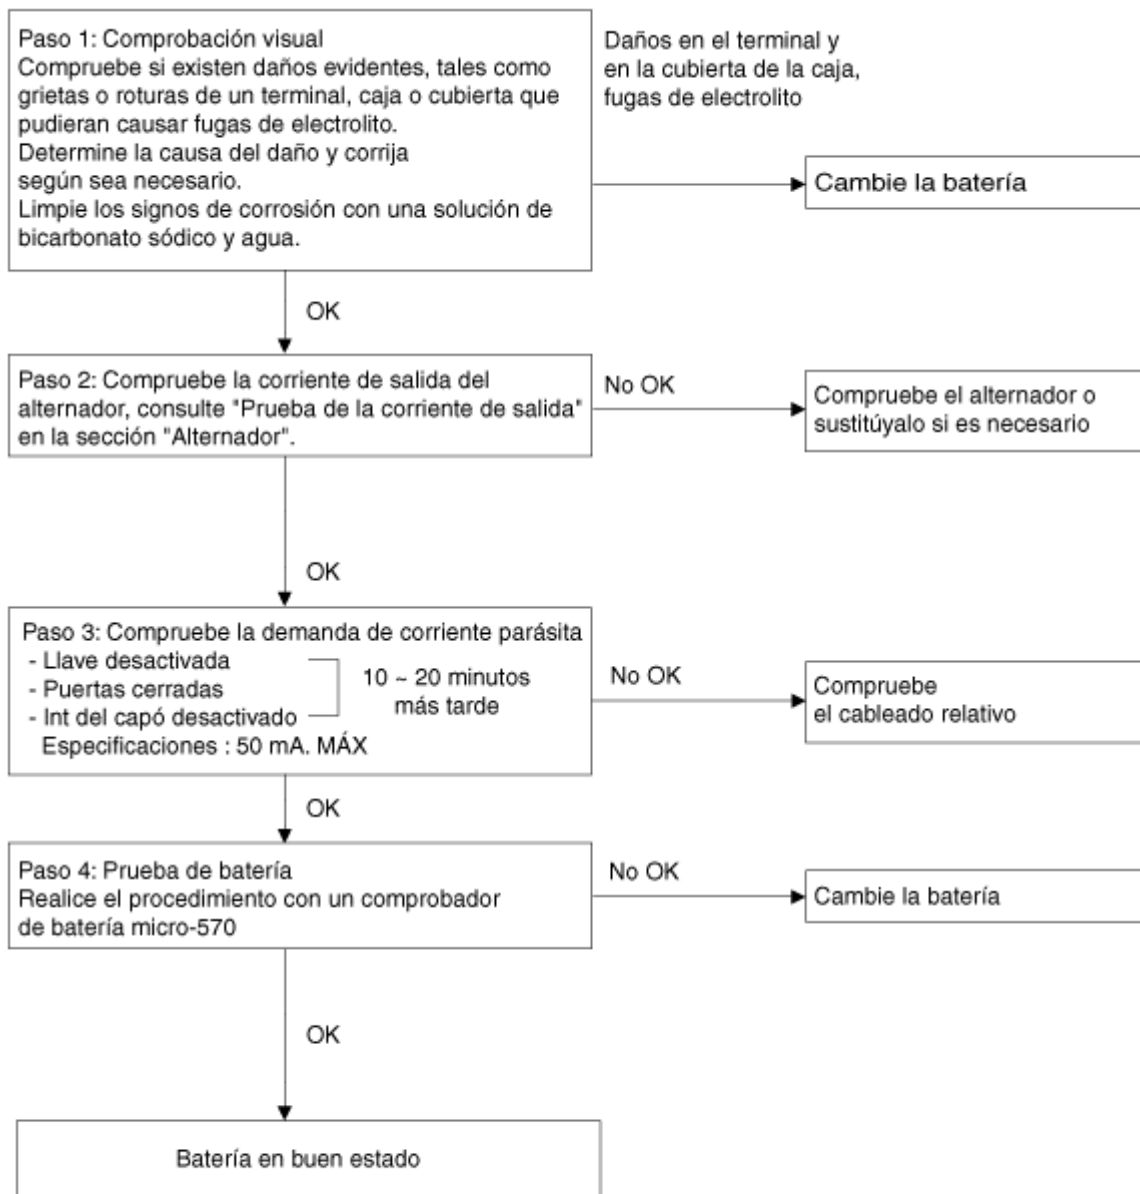 Paso 1: Comprobación visual
Compruebe si existen daños evidentes, tales como
grietas o roturas de un terminal, caja o cubierta que
pudieran causar fugas de electrolito.
Determine la causa del daño y corrija
según sea necesario.
Limpie los signos de corrosión con una solución de
bicarbonato sódico y agua.
Daños en el terminal y
en la cubierta de la caja,
fugas de electrolito
Cambie la batería
OK
Paso 2: Compruebe la corriente de salida del
alternador, consulte "Prueba de la corriente de salida"
en la sección "Alternador".
No OK
Compruebe el alternador o
sustitúyalo si es necesario
OK
Paso 3: Compruebe la demanda de corriente parásita
- Llave desactivada
- Puertas cerradas
- Int del capó desactivado
10 ~ 20 minutos
más tarde
Especificaciones : 50 mA. MÁX
No OK
Compruebe
el cableado relativo
OK
Paso 4: Prueba de batería
Realice el procedimiento con un comprobador
de batería micro-570
No OK
Cambie la batería
OK
Batería en buen estado